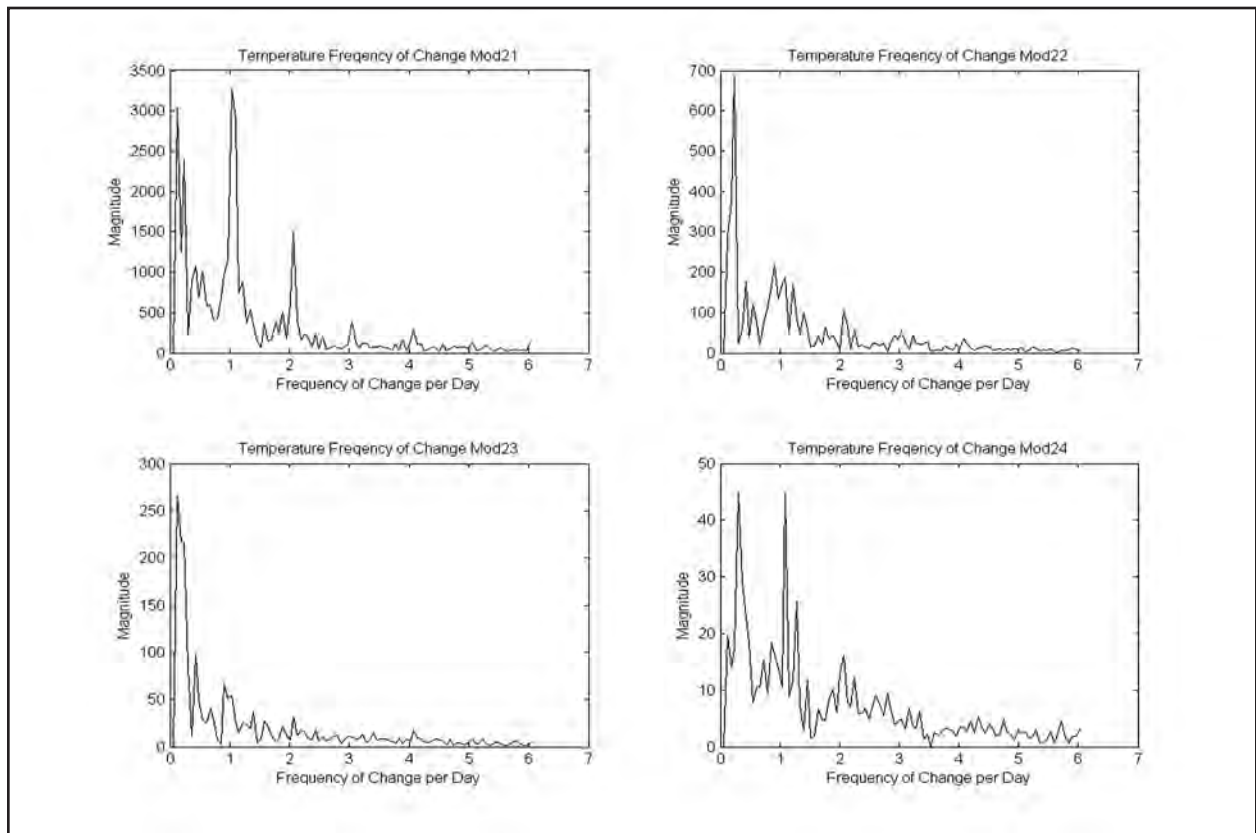 Temperature Freqency of Change Mod21
3500
3000
2500
2000
1500
1000
500
0
Magnitude
0 1 2 3 4 5 6 7
Frequency of Change per Day
Temperature Freqency of Change Mod22
700
600
500
400
300
200
100
0
Magnitude
0 1 2 3 4 5 6 7
Frequency of Change per Day
Temperature Freqency of Change Mod23
300
250
200
150
100
50
0
Magnitude
0 1 2 3 4 5 6 7
Frequency of Change per Day
Temperature Freqency of Change Mod24
50
40
30
20
10
0
Magnitude
0 1 2 3 4 5 6 7
Frequency of Change per Day